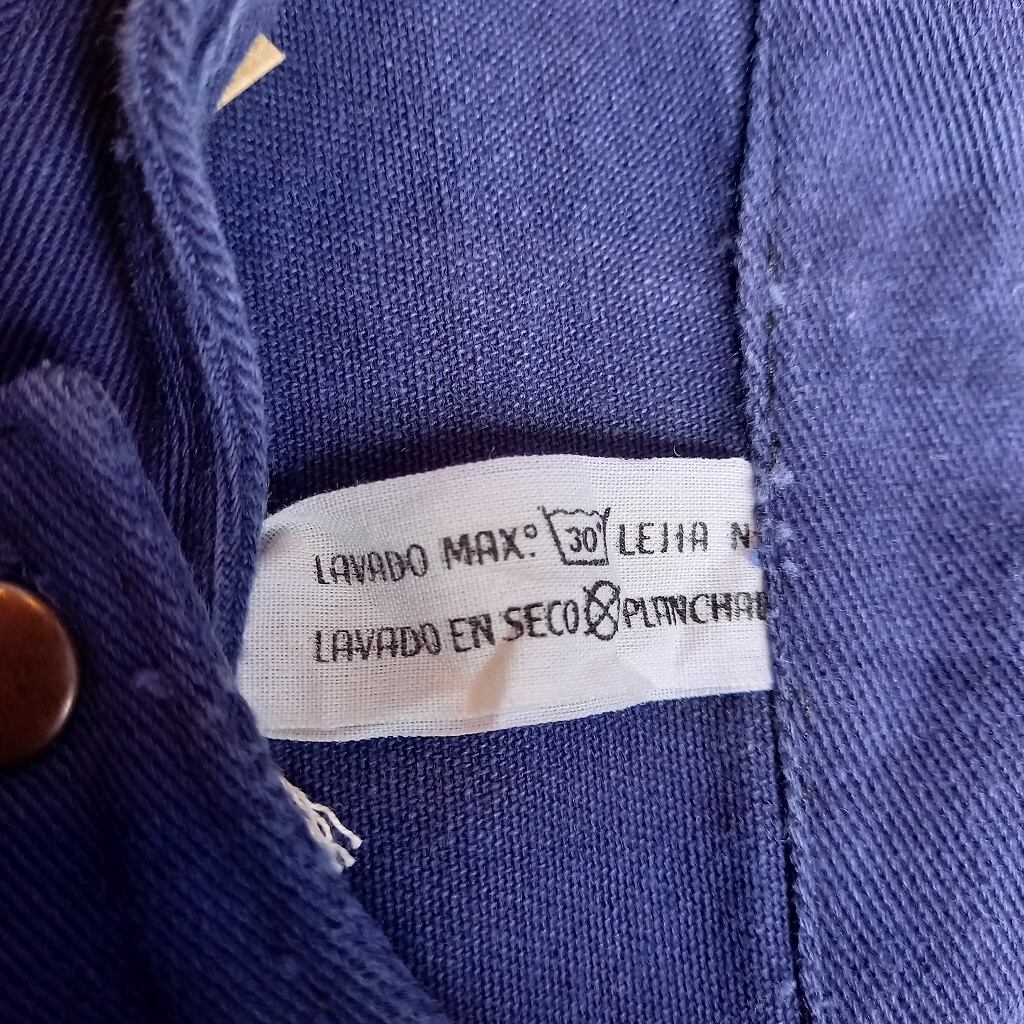 LAVADO MAX.º 30° LEJIA
LAVADO EN SECO